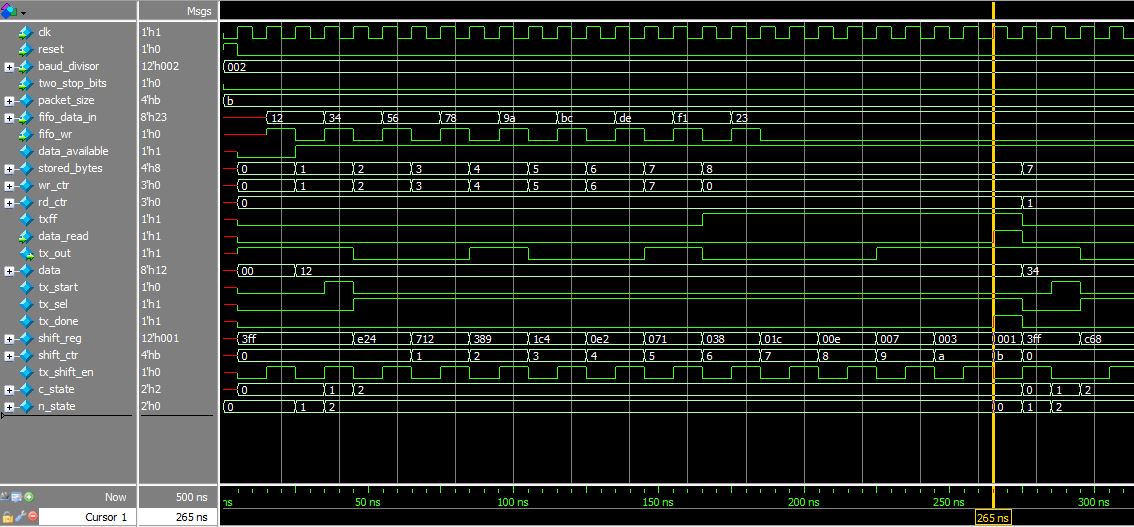 Msgs
clk 1'h1
reset 1'h0
baud_divisor 12'h002 002
two_stop_bits 1'h0
packet_size 4'hb b
fifo_data_in 8'h23 12 34 56 78 9a bc de f1 23
fifo_wr 1'h0
data_available 1'h1
stored_bytes 4'h8 0 1 2 3 4 5 6 7 8 7
wr_ctr 3'h0 0 1 2 3 4 5 6 7 0
rd_ctr 3'h0 0 1
txff 1'h1
data_read 1'h1
tx_out 1'h1
data 8'h12 00 12 34
tx_start 1'h0
tx_sel 1'h1
tx_done 1'h1
shift_reg 12'h001 3ff e24 712 389 1c4 0e2 071 038 01c 00e 007 003 001 3ff c68
shift_ctr 4'hb 0 1 2 3 4 5 6 7 8 9 a b 0
tx_shift_en 1'h0
c_state 2'h2 0 1 2 0 1 2
n_state 2'h0 0 1 2 0 1 2
Now 500 ns ns 50 ns 100 ns 150 ns 200 ns 250 ns 300 ns
Cursor 1 265 ns 265 ns